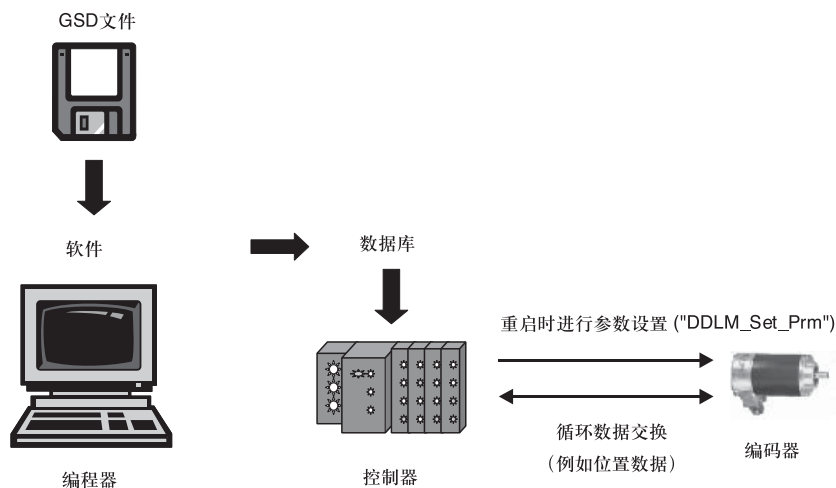 GSD文件
软件
数据库
重启时进行参数设置 ("DDLM_Set_Prm")
循环数据交换
（例如位置数据）
编码器
控制器
编程器